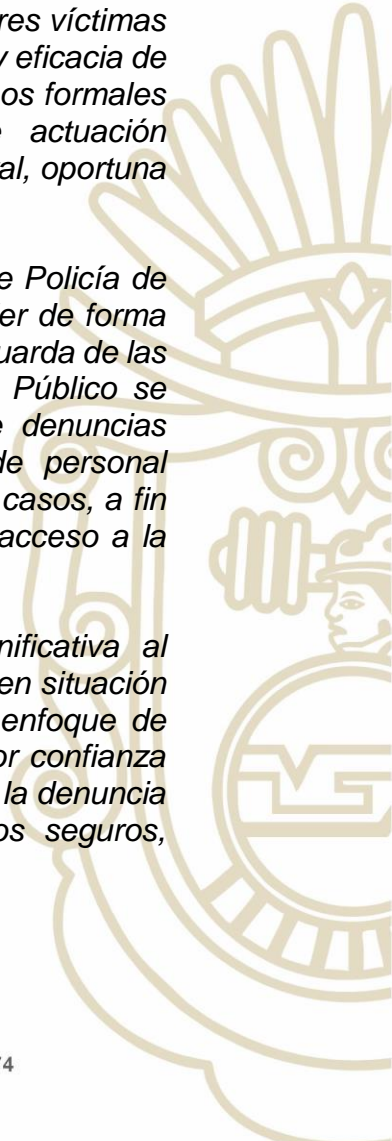 res víctimas
y eficacia de
os formales
e actuación
al, oportuna
e Policía de
er de forma
uarda de las
Público se
e denuncias
de personal
casos, a fin
acceso a la
nificativa al
en situación
enfoque de
or confianza
la denuncia
os seguros,
74